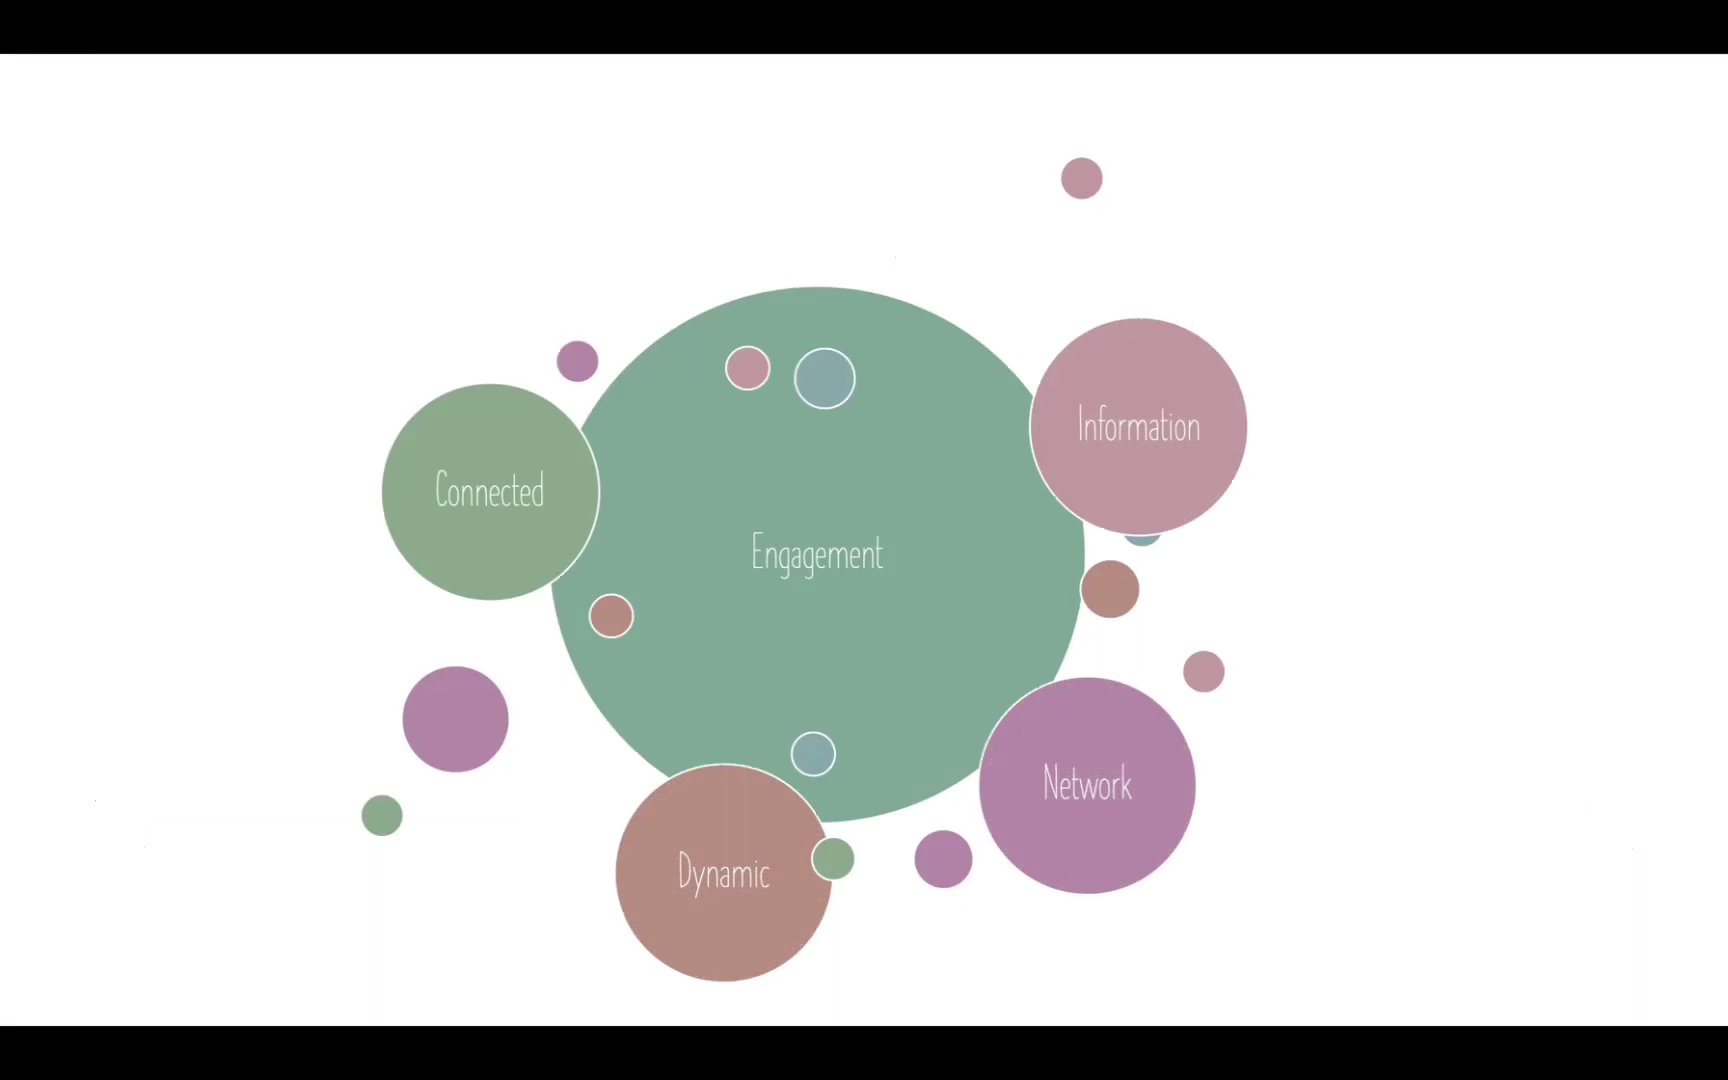 Information
Connected
Engagement
Network
Dynamic